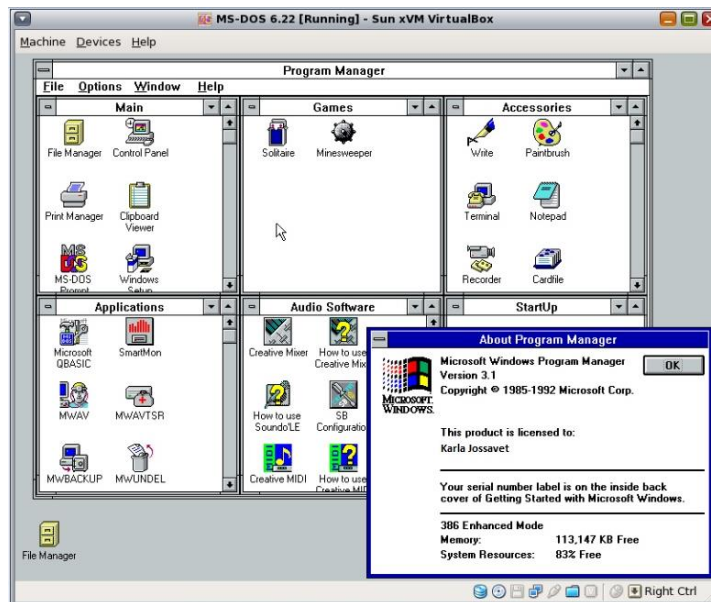 MS-DOS 6.22 [Running] - Sun xVM VirtualBox
Machine Devices Help
Program Manager
File Options Window Help
Main
File Manager
Control Panel
Print Manager
Clipboard
Viewer
MS-DOS
Prompt
Windows
Setup
Games
Solitaire
Minesweeper
Accessories
Write
Paintbrush
Terminal
Notepad
Recorder
Cardfile
Applications
Microsoft
QBASIC
SmartMon
MWAV
MWAVTSR
MWBACKUP
MWUNDEL
Audio Software
Creative Mixer
How to use
Creative Mix
How to use
Soundo'LE
SB
Configuratio
Creative MIDI
How to use
Creative MID
StartUp
File Manager
About Program Manager
MICROSOFT
WINDOWS.
Microsoft Windows Program Manager
OK
Version 3.1
Copyright © 1985-1992 Microsoft Corp.
This product is licensed to:
Karla Jossavet
Your serial number label is on the inside back
cover of Getting Started with Microsoft Windows.
386 Enhanced Mode
Memory: 113,147 KB Free
System Resources: 83% Free
Right Ctrl